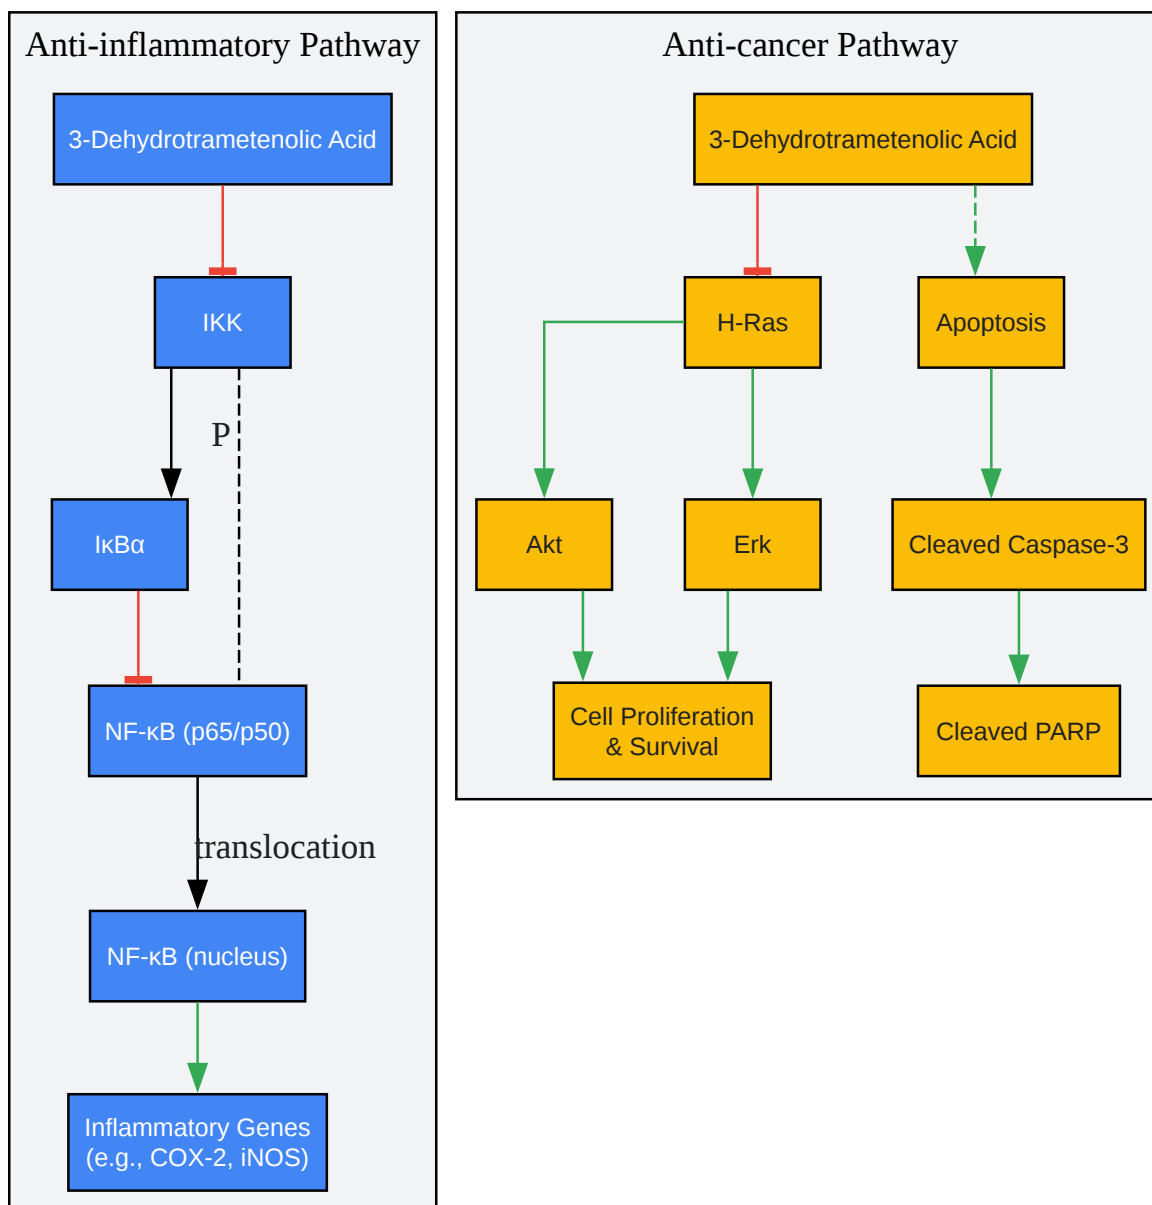 Anti-inflammatory Pathway
3-Dehydrotrametenolic Acid
IKK
P
IκBα
NF-κB (p65/p50)
translocation
NF-κB (nucleus)
Inflammatory Genes
(e.g., COX-2, iNOS)
Anti-cancer Pathway
3-Dehydrotrametenolic Acid
H-Ras
Apoptosis
Akt
Erk
Cleaved Caspase-3
Cell Proliferation
& Survival
Cleaved PARP